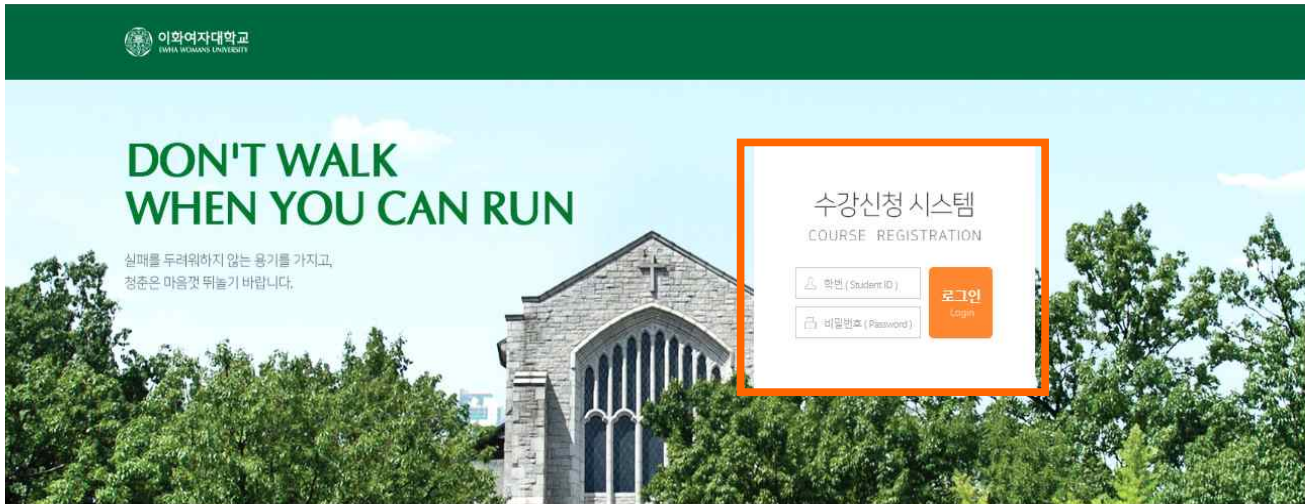 이화여자대학교
EWHA WOMANS UNIVERSITY
DON'T WALK
WHEN YOU CAN RUN
실패를 두려워하지 않는 용기를 가지고,
청춘은 마음껏 뛰놀기 바랍니다.
수강신청 시스템
COURSE REGISTRATION
학번 ( Student ID )
비밀번호 ( Password )
로그인
Login